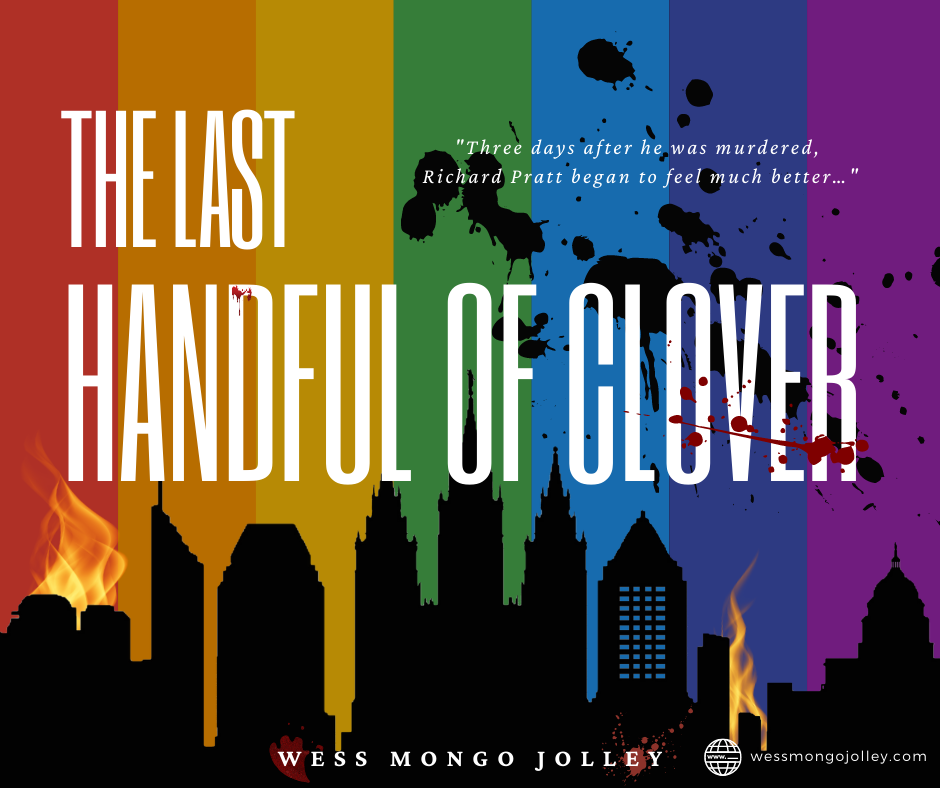 THE LAST
"Three days after he was murdered,
Richard Pratt began to feel much better…"
HANDFUL OF CLOVER
WESS MONGO JOLLEY
www
wessmongojolley.com